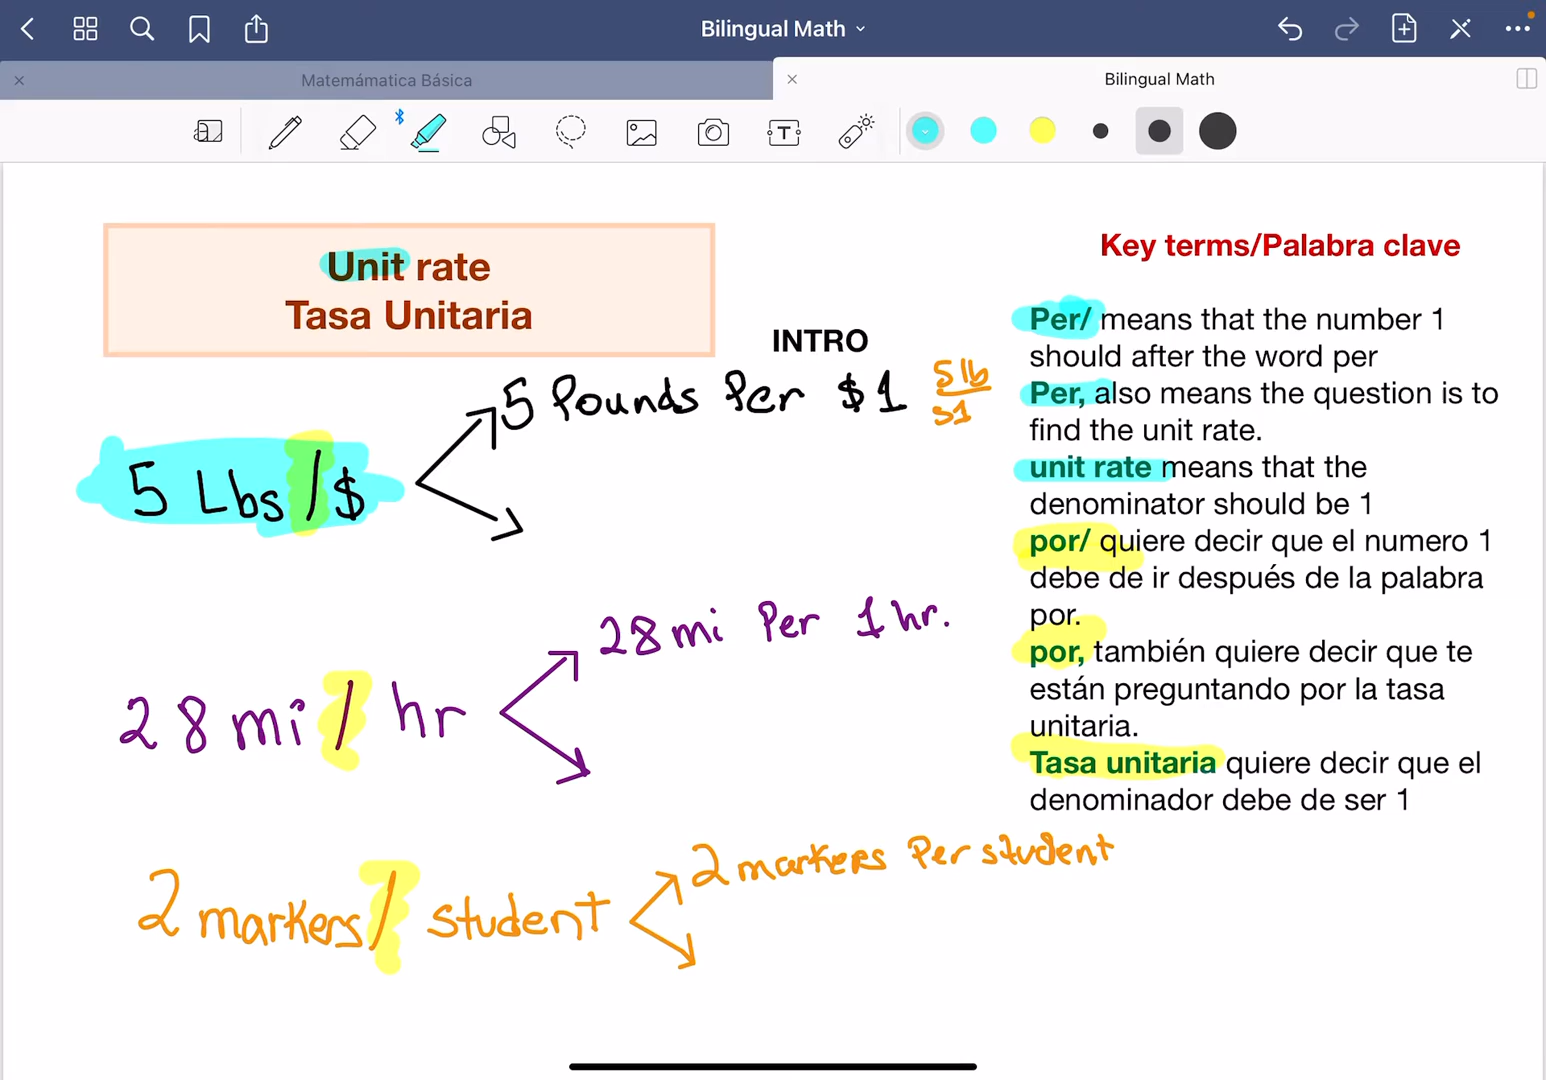 Bilingual Math
Matemámatica Básica
Bilingual Math
Unit rate
Tasa Unitaria
INTRO
5 Lbs/$
5 Pounds Per $1
5 lb
$1
28 mi / hr
28 mi Per 1 hr.
2 markers/ student
2 markers Per student
Key terms/Palabra clave
Per/ means that the number 1
should after the word per
Per, also means the question is to
find the unit rate.
unit rate means that the
denominator should be 1
por/ quiere decir que el numero 1
debe de ir después de la palabra
por.
por, también quiere decir que te
están preguntando por la tasa
unitaria.
Tasa unitaria quiere decir que el
denominador debe de ser 1